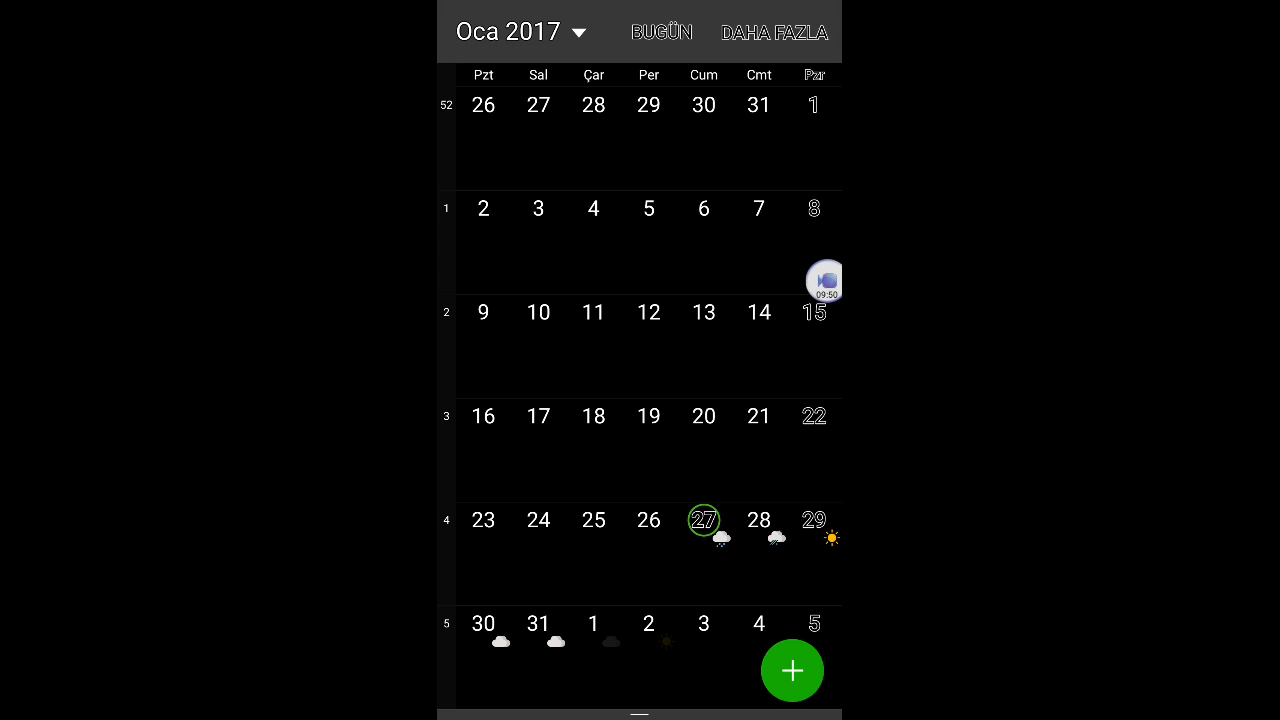 Oca 2017 BUGÜN DAHA FAZLA
Pzt Sal Çar Per Cum Cmt Pzr
52 26 27 28 29 30 31 1
1 2 3 4 5 6 7 8
09:50
2 9 10 11 12 13 14 15
3 16 17 18 19 20 21 22
4 23 24 25 26 27 28 29
5 30 31 1 2 3 4 5